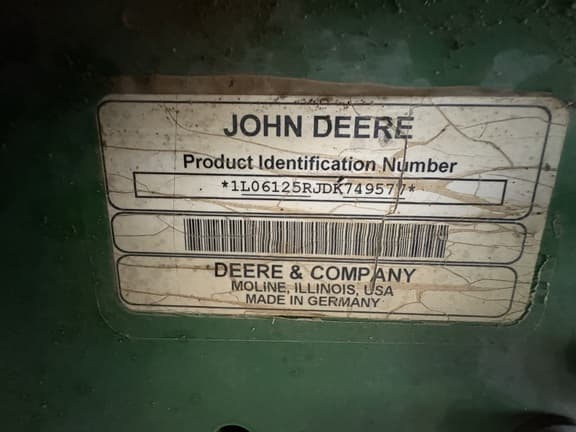 JOHN DEERE
Product Identification Number
*1L06125RJDK749577*
DEERE & COMPANY
MOLINE, ILLINOIS, USA
MADE IN GERMANY